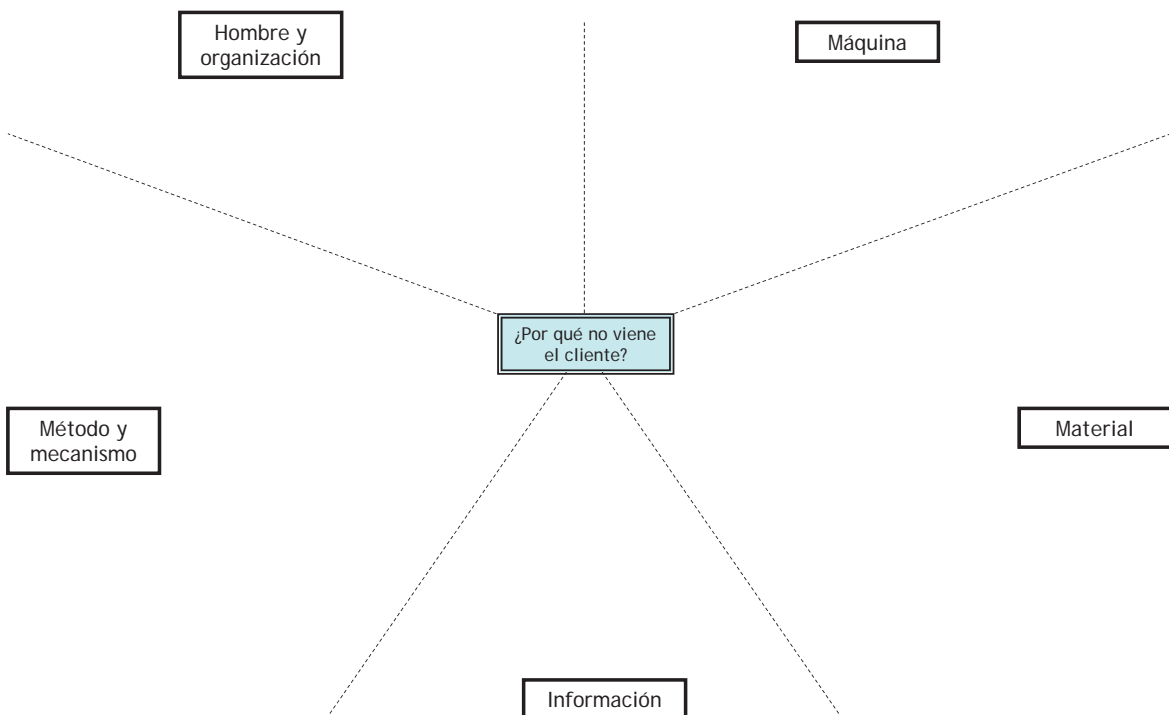 Hombre y
organización
Máquina
¿Por qué no viene
el cliente?
Método y
mecanismo
Material
Información